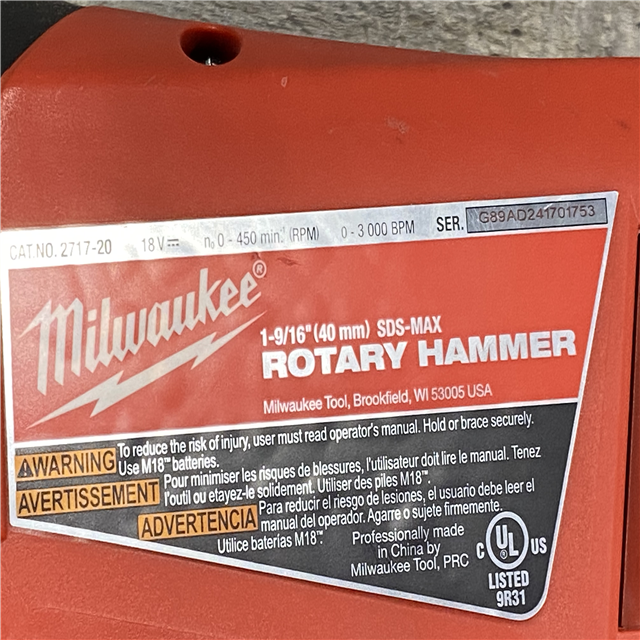 CAT.NO. 2717-20 18V⎓ n₀ 0 - 450 min. (RPM) 0 - 3 000 BPM SER. G89AD241701753
Milwaukee®
1-9/16" (40 mm) SDS-MAX
ROTARY HAMMER
Milwaukee Tool, Brookfield, WI 53005 USA
⚠WARNING To reduce the risk of injury, user must read operator's manual. Hold or brace securely.
Use M18™ batteries.
AVERTISSEMENT Pour minimiser les risques de blessures, l'utilisateur doit lire le manual. Tenez
l'outil ou etayez-le solidement. Utiliser des piles M18™.
ADVERTENCIA Para reducir el riesgo de lesiones, el usuario debe leer el
manual del operador. Agarre o sujete firmemente.
Utilice baterías M18™.
Professionally made
in China by
Milwaukee Tool, PRC
C UL US
LISTED
9R31